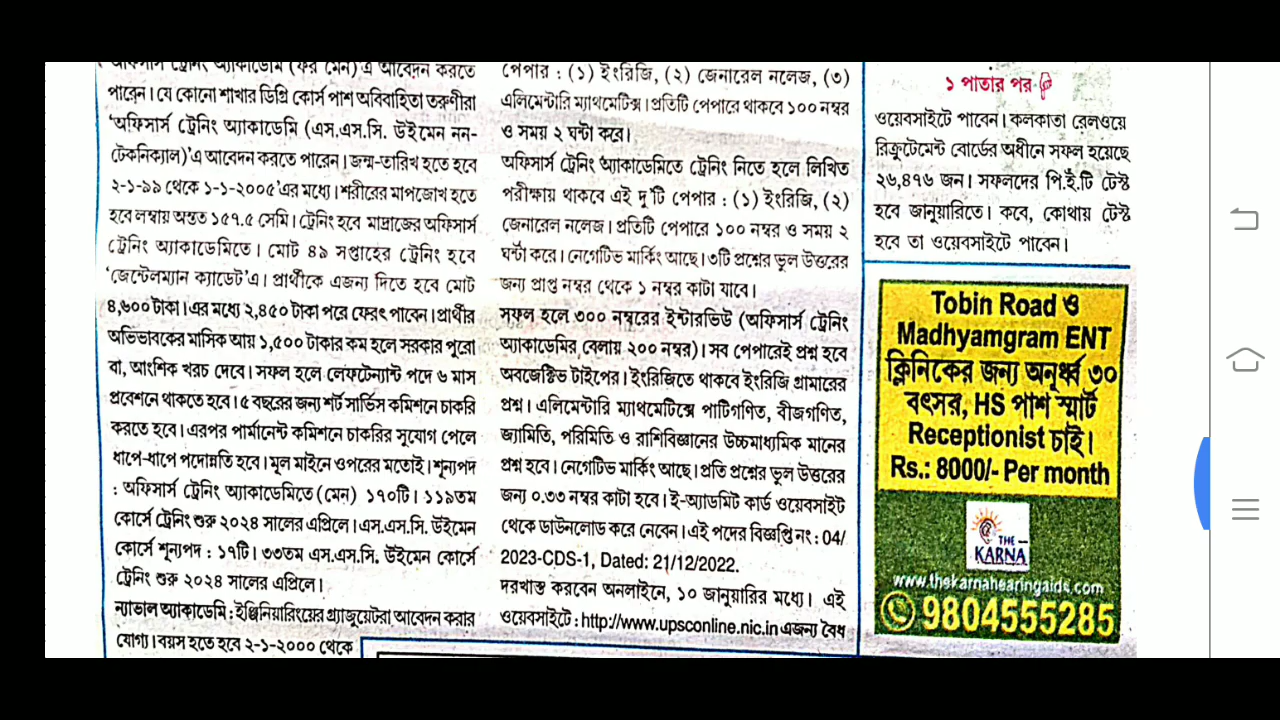 অফিসার্স ট্রেনিং অ্যাকাডেমি (ফর মেন)'এ আবেদন করতে
পারেন। যে কোনো শাখার ডিগ্রি কোর্স পাশ অবিবাহিতা তরুণীরা
'অফিসার্স ট্রেনিং অ্যাকাডেমি (এস.এস.সি. উইমেন নন-
টেকনিক্যাল)'এ আবেদন করতে পারেন। জন্ম-তারিখ হতে হবে
২-১-৯৯ থেকে ১-১-২০০৫'এর মধ্যে। শরীরের মাপজোখ হতে
হবে লম্বায় অন্তত ১৫৭.৫ সেমি। ট্রেনিং হবে মাদ্রাজের অফিসার্স
ট্রেনিং অ্যাকাডেমিতে। মোট ৪৯ সপ্তাহের ট্রেনিং হবে
'জেন্টেলম্যান ক্যাডেট'এ। প্রার্থীকে এজন্য দিতে হবে মোট
৪,৬০০ টাকা। এর মধ্যে ২,৪৫০ টাকা পরে ফেরৎ পাবেন। প্রার্থীর
অভিভাবকের মাসিক আয় ১,৫০০ টাকার কম হলে সরকার পুরো
বা, আংশিক খরচ দেবে। সফল হলে লেফটেন্যান্ট পদে ৬ মাস
প্রবেশনে থাকতে হবে। ৫ বছরের জন্য শর্ট সার্ভিস কমিশনে চাকরি
করতে হবে। এরপর পার্মানেন্ট কমিশনে চাকরির সুযোগ পেলে
ধাপে-ধাপে পদোন্নতি হবে। মূল মাইনে ওপরের মতোই। শূন্যপদ
: অফিসার্স ট্রেনিং অ্যাকাডেমিতে (মেন) ১৭০টি। ১১৯তম
কোর্সে ট্রেনিং শুরু ২০২৪ সালের এপ্রিলে। এস.এস.সি. উইমেন
কোর্সে শূন্যপদ : ১৭টি। ৩৩তম এস.এস.সি. উইমেন কোর্সে
ট্রেনিং শুরু ২০২৪ সালের এপ্রিলে।
ন্যাভাল অ্যাকাডেমি : ইঞ্জিনিয়ারিংয়ের গ্র্যাজুয়েটরা আবেদন করার
যোগ্য। বয়স হতে হবে ২-১-২০০০ থেকে
পেপার : (১) ইংরিজি, (২) জেনারেল নলেজ, (৩)
এলিমেন্টারি ম্যাথমেটিক্স। প্রতিটি পেপারে থাকবে ১০০ নম্বর
ও সময় ২ ঘন্টা করে।
অফিসার্স ট্রেনিং অ্যাকাডেমিতে ট্রেনিং নিতে হলে লিখিত
পরীক্ষায় থাকবে এই দু'টি পেপার : (১) ইংরিজি, (২)
জেনারেল নলেজ। প্রতিটি পেপারে ১০০ নম্বর ও সময় ২
ঘন্টা করে। নেগেটিভ মার্কিং আছে। ৩টি প্রশ্নের ভুল উত্তরের
জন্য প্রাপ্ত নম্বর থেকে ১ নম্বর কাটা যাবে।
সফল হলে ৩০০ নম্বরের ইন্টারভিউ (অফিসার্স ট্রেনিং
অ্যাকাডেমির বেলায় ২০০ নম্বর)। সব পেপারেই প্রশ্ন হবে
অবজেক্টিভ টাইপের। ইংরিজিতে থাকবে ইংরিজি গ্রামারের
প্রশ্ন। এলিমেন্টারি ম্যাথমেটিক্সে পাটিগণিত, বীজগণিত,
জ্যামিতি, পরিমিতি ও রাশিবিজ্ঞানের উচ্চমাধ্যমিক মানের
প্রশ্ন হবে। নেগেটিভ মার্কিং আছে। প্রতি প্রশ্নের ভুল উত্তরের
জন্য ০.৩৩ নম্বর কাটা হবে। ই-অ্যাডমিট কার্ড ওয়েবসাইট
থেকে ডাউনলোড করে নেবেন। এই পদের বিজ্ঞপ্তি নং : 04/
2023-CDS-1, Dated: 21/12/2022.
দরখাস্ত করবেন অনলাইনে, ১০ জানুয়ারির মধ্যে। এই
ওয়েবসাইটে : http://www.upsconline.nic.in এজন্য বৈধ
১ পাতার পর
ওয়েবসাইটে পাবেন। কলকাতা রেলওয়ে
রিক্রুটমেন্ট বোর্ডের অধীনে সফল হয়েছে
২৬,৪৭৬ জন। সফলদের পি.ই.টি টেস্ট
হবে জানুয়ারিতে। কবে, কোথায় টেস্ট
হবে তা ওয়েবসাইটে পাবেন।
Tobin Road ও
Madhyamgram ENT
ক্লিনিকের জন্য অনূর্ধ্ব ৩০
বৎসর, HS পাশ স্মার্ট
Receptionist চাই।
Rs.: 8000/- Per month
THE
KARNA
www.thekarnahearingaids.com
9804555285